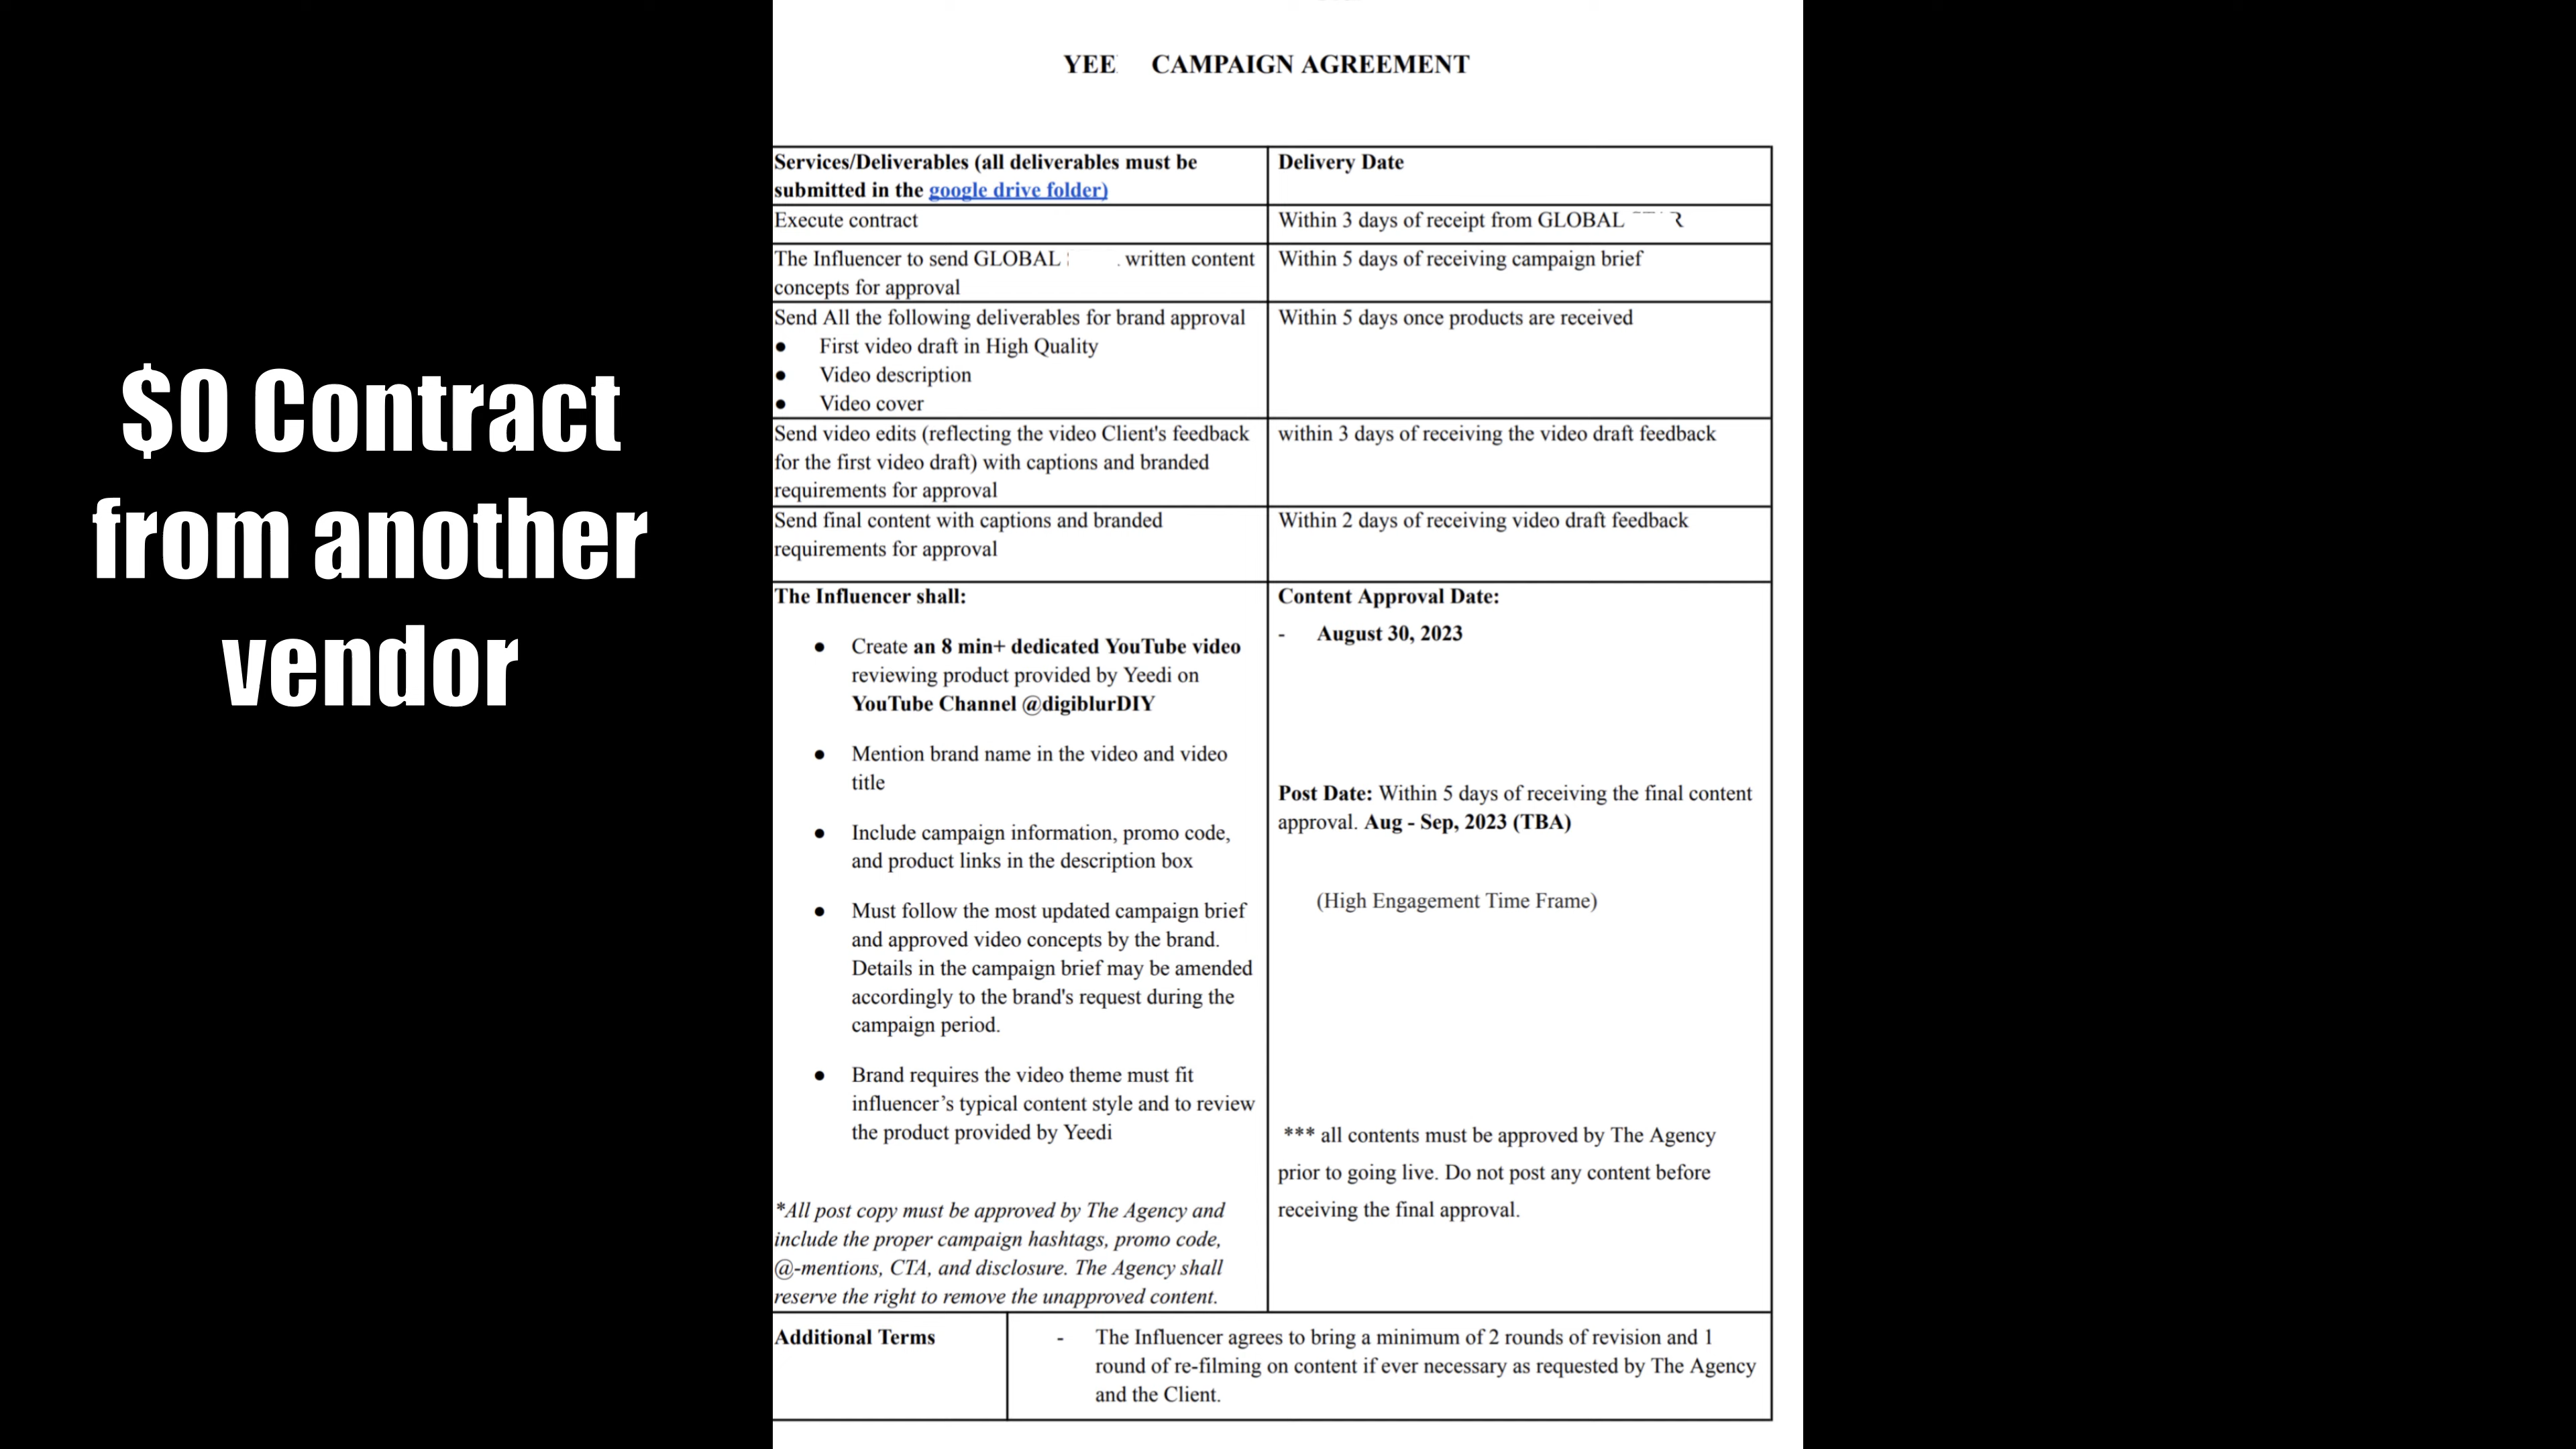 $0 Contract
from another
vendor
YEE CAMPAIGN AGREEMENT
Services/Deliverables (all deliverables must be
submitted in the google drive folder)
Delivery Date
Execute contract
Within 3 days of receipt from GLOBAL
The Influencer to send GLOBAL written content
concepts for approval
Within 5 days of receiving campaign brief
Send All the following deliverables for brand approval
● First video draft in High Quality
● Video description
● Video cover
Within 5 days once products are received
Send video edits (reflecting the video Client's feedback
for the first video draft) with captions and branded
requirements for approval
within 3 days of receiving the video draft feedback
Send final content with captions and branded
requirements for approval
Within 2 days of receiving video draft feedback
The Influencer shall:
● Create an 8 min+ dedicated YouTube video
reviewing product provided by Yeedi on
YouTube Channel @digiblurDIY
● Mention brand name in the video and video
title
● Include campaign information, promo code,
and product links in the description box
● Must follow the most updated campaign brief
and approved video concepts by the brand.
Details in the campaign brief may be amended
accordingly to the brand's request during the
campaign period.
● Brand requires the video theme must fit
influencer’s typical content style and to review
the product provided by Yeedi
*All post copy must be approved by The Agency and
include the proper campaign hashtags, promo code,
@-mentions, CTA, and disclosure. The Agency shall
reserve the right to remove the unapproved content.
Content Approval Date:
- August 30, 2023
Post Date: Within 5 days of receiving the final content
approval. Aug - Sep, 2023 (TBA)
(High Engagement Time Frame)
*** all contents must be approved by The Agency
prior to going live. Do not post any content before
receiving the final approval.
Additional Terms
- The Influencer agrees to bring a minimum of 2 rounds of revision and 1
round of re-filming on content if ever necessary as requested by The Agency
and the Client.